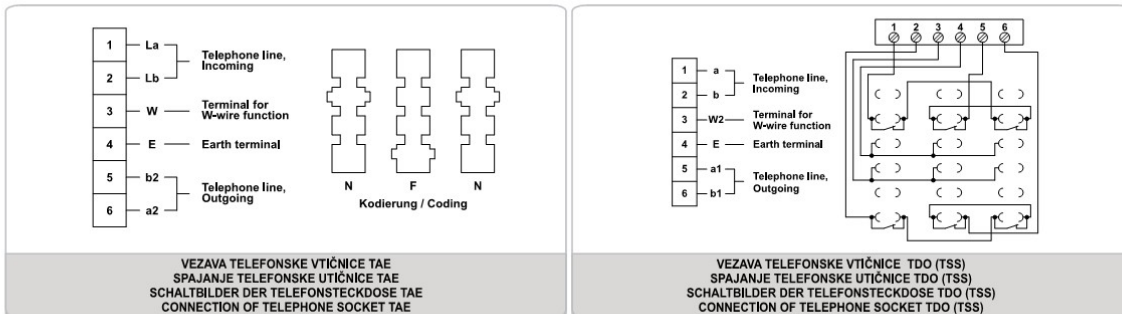 1 La
Telephone line,
Incoming
2 Lb
3 W Terminal for
W-wire function
4 E Earth terminal
5 b2
Telephone line,
Outgoing
6 a2
N F N
Kodierung / Coding
VEZAVA TELEFONSKE VTIČNICE TAE
SPAJANJE TELEFONSKE UTIČNICE TAE
SCHALTBILDER DER TELEFONSTECKDOSE TAE
CONNECTION OF TELEPHONE SOCKET TAE
1 2 3 4 5 6
1 a
Telephone line,
Incoming
2 b
3 W2 Terminal for
W-wire function
4 E Earth terminal
5 a1
Telephone line,
Outgoing
6 b1
VEZAVA TELEFONSKE VTIČNICE TDO (TSS)
SPAJANJE TELEFONSKE UTIČNICE TDO (TSS)
SCHALTBILDER DER TELEFONSTECKDOSE TDO (TSS)
CONNECTION OF TELEPHONE SOCKET TDO (TSS)